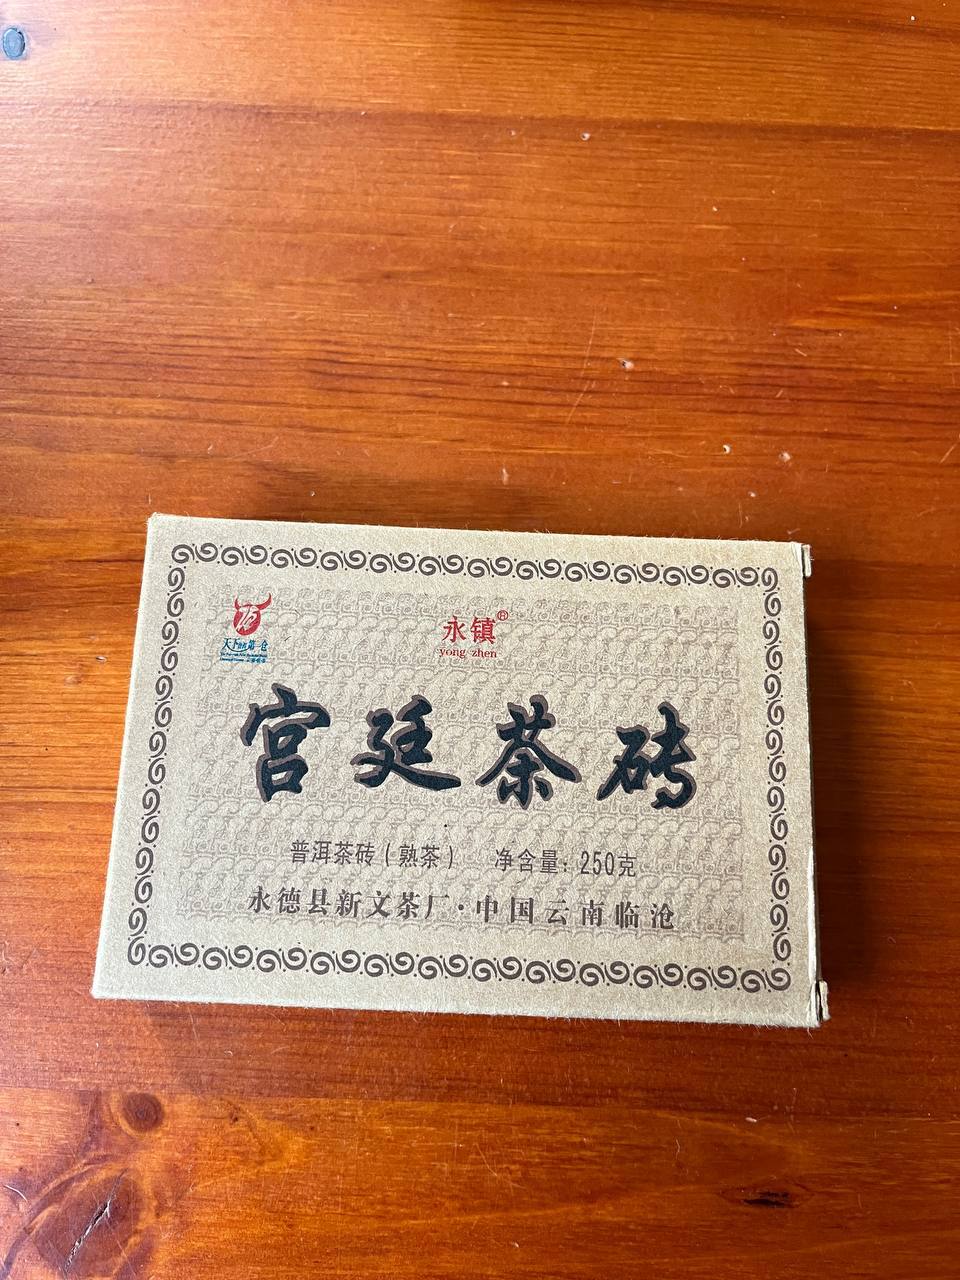 永镇®
yong zhen
宫廷茶砖
普洱茶砖（熟茶） 净含量：250克
永德县新文茶厂·中国云南临沧